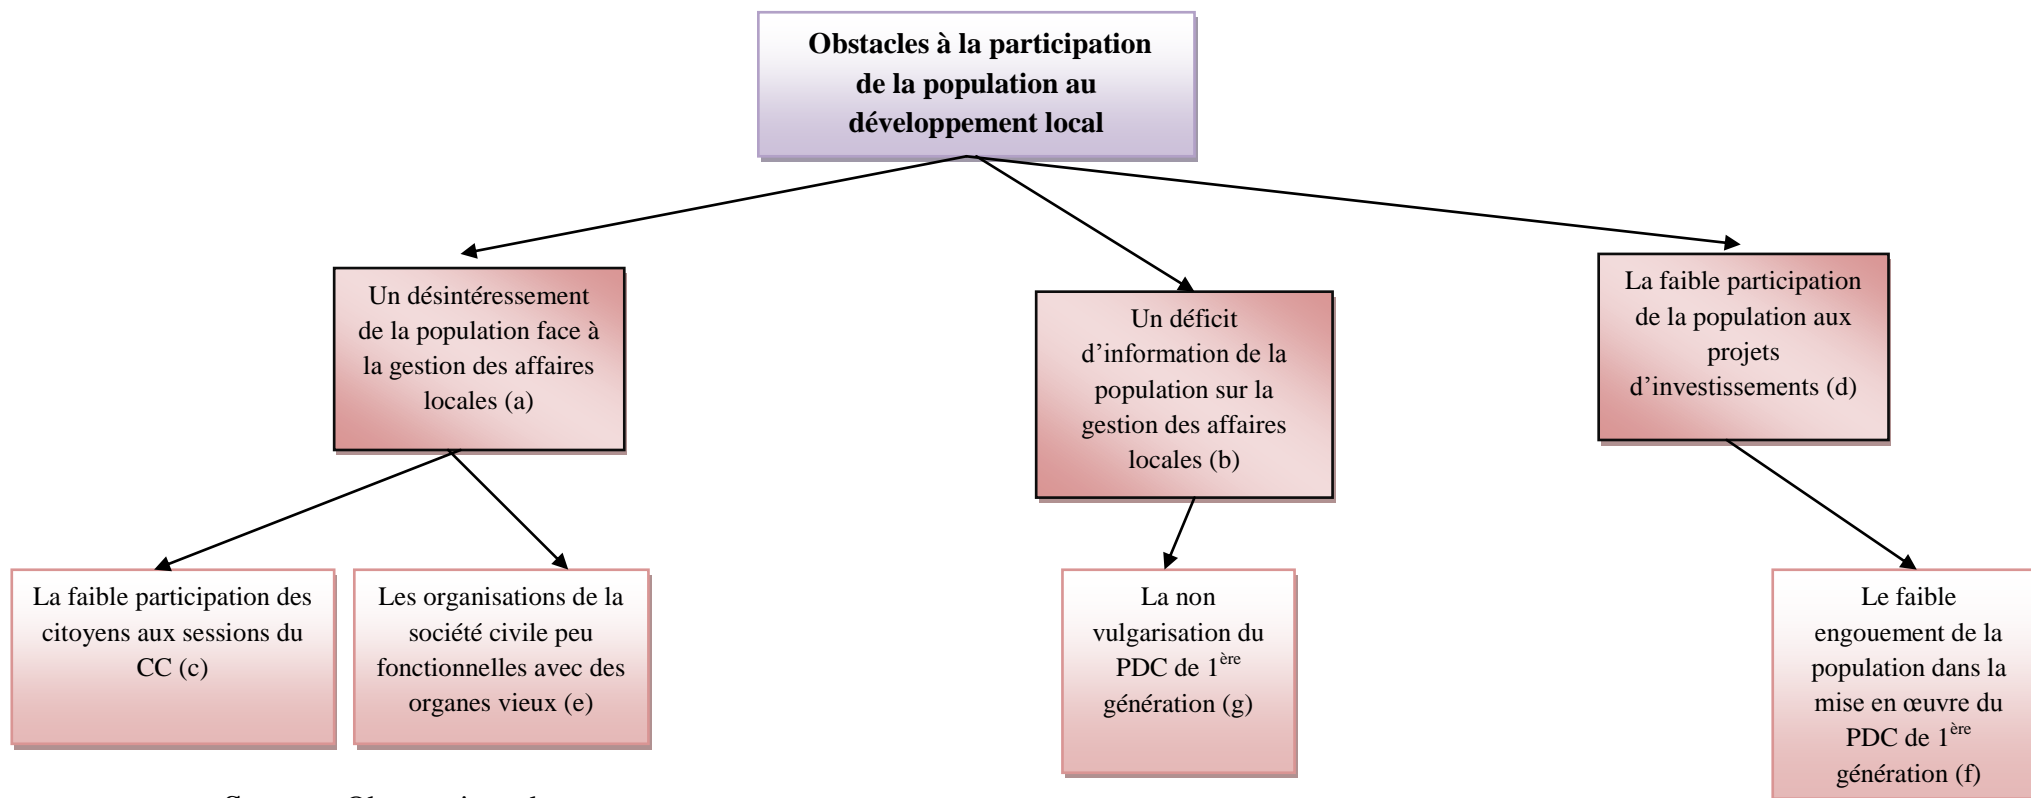 Obstacles à la participation
de la population au
développement local
Un désintéressement
de la population face à
la gestion des affaires
locales (a)
Un déficit
d’information de la
population sur la
gestion des affaires
locales (b)
La faible participation
de la population aux
projets
d’investissements (d)
La faible participation des
citoyens aux sessions du
CC (c)
Les organisations de la
société civile peu
fonctionnelles avec des
organes vieux (e)
La non
vulgarisation du
PDC de 1ère
génération (g)
Le faible
engouement de la
population dans la
mise en œuvre du
PDC de 1ère
génération (f)